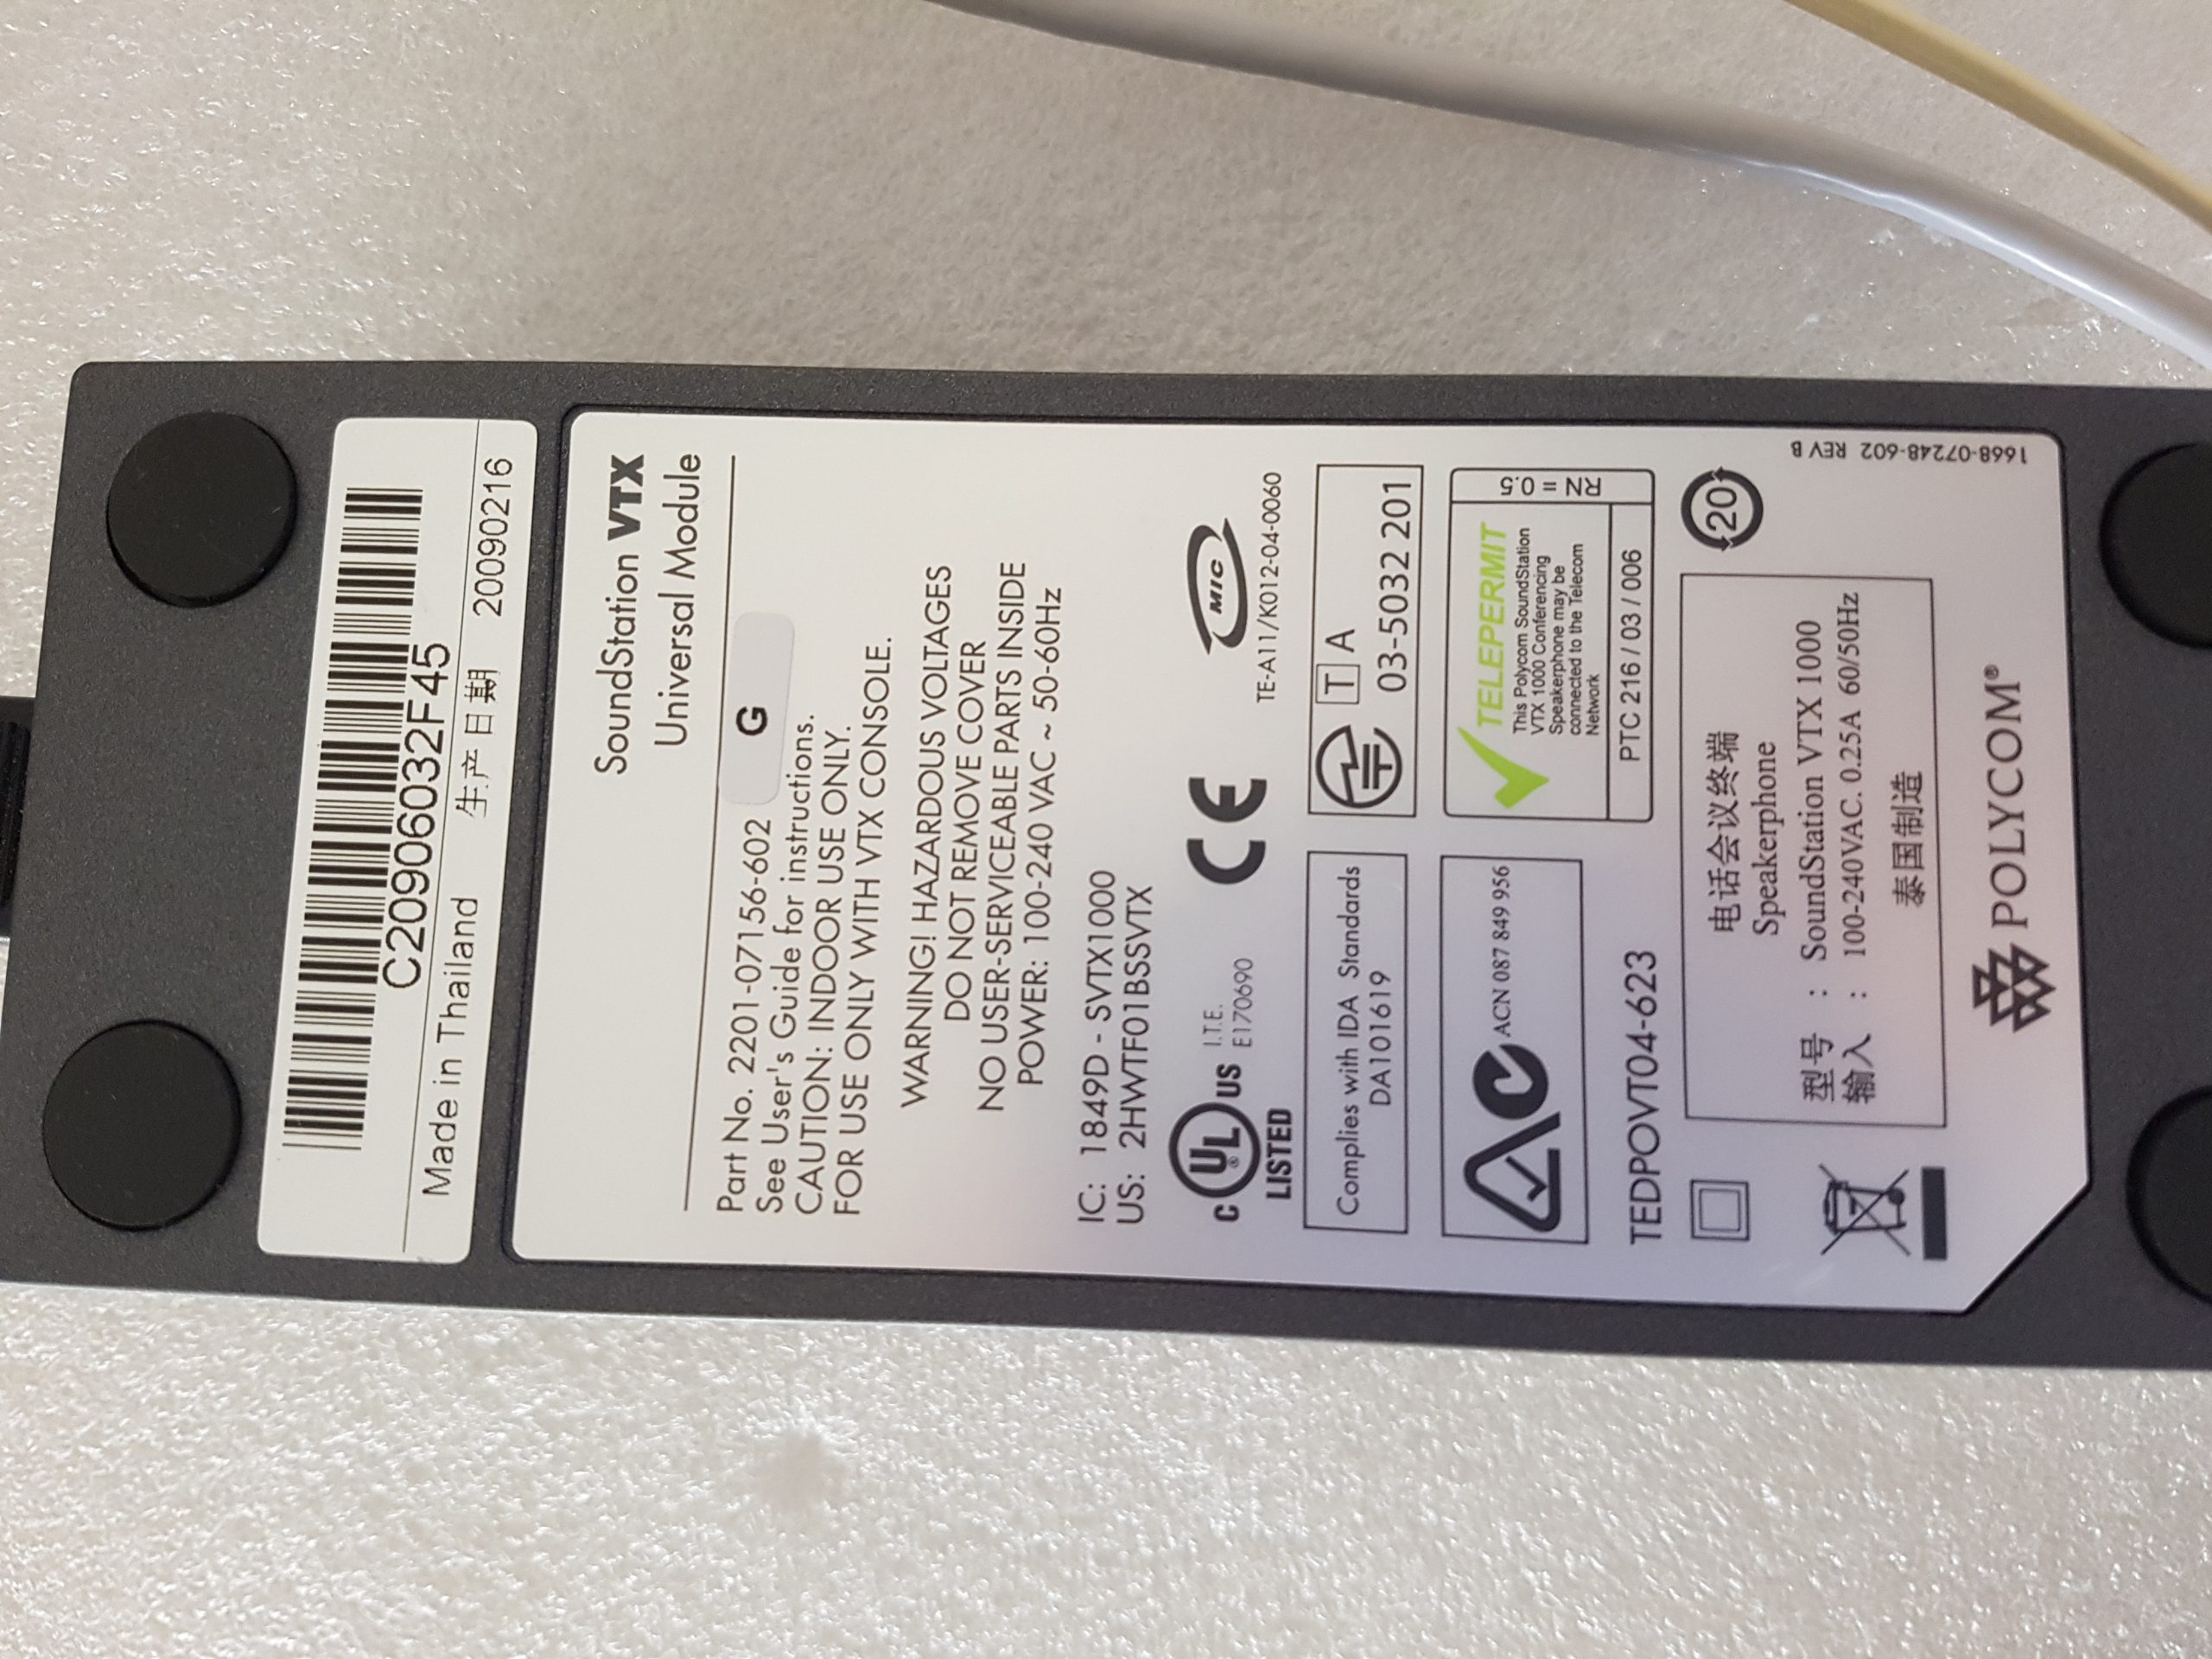 C20906032F45
Made in Thailand 生产日期 20090216
SoundStation VTX
Universal Module
Part No. 2201-07156-602 G
See User's Guide for instructions.
CAUTION: INDOOR USE ONLY.
FOR USE ONLY WITH VTX CONSOLE.
WARNING! HAZARDOUS VOLTAGES
DO NOT REMOVE COVER
NO USER-SERVICEABLE PARTS INSIDE
POWER: 100-240 VAC ~ 50-60Hz
IC: 1849D - SVTX1000
US: 2HWTF01BSSVTX
C UL ® US
LISTED
I.T.E.
E170690
CE
MIC
TE-A11/K012-04-0060
Complies with IDA Standards
DA101619
T A
03-5032 201
ACN 087 849 956
TELEPERMIT
This Polycom SoundStation
VTX 1000 Conferencing
Speakerphone may be
connected to the Telecom
Network
PTC 216 / 03 / 006
RN = 0.5
TEDPOVT04-623
20
电话会议终端
Speakerphone
型号 : SoundStation VTX 1000
输入 : 100-240VAC. 0.25A 60/50Hz
泰国制造
POLYCOM®
1668-07248-602 REV B